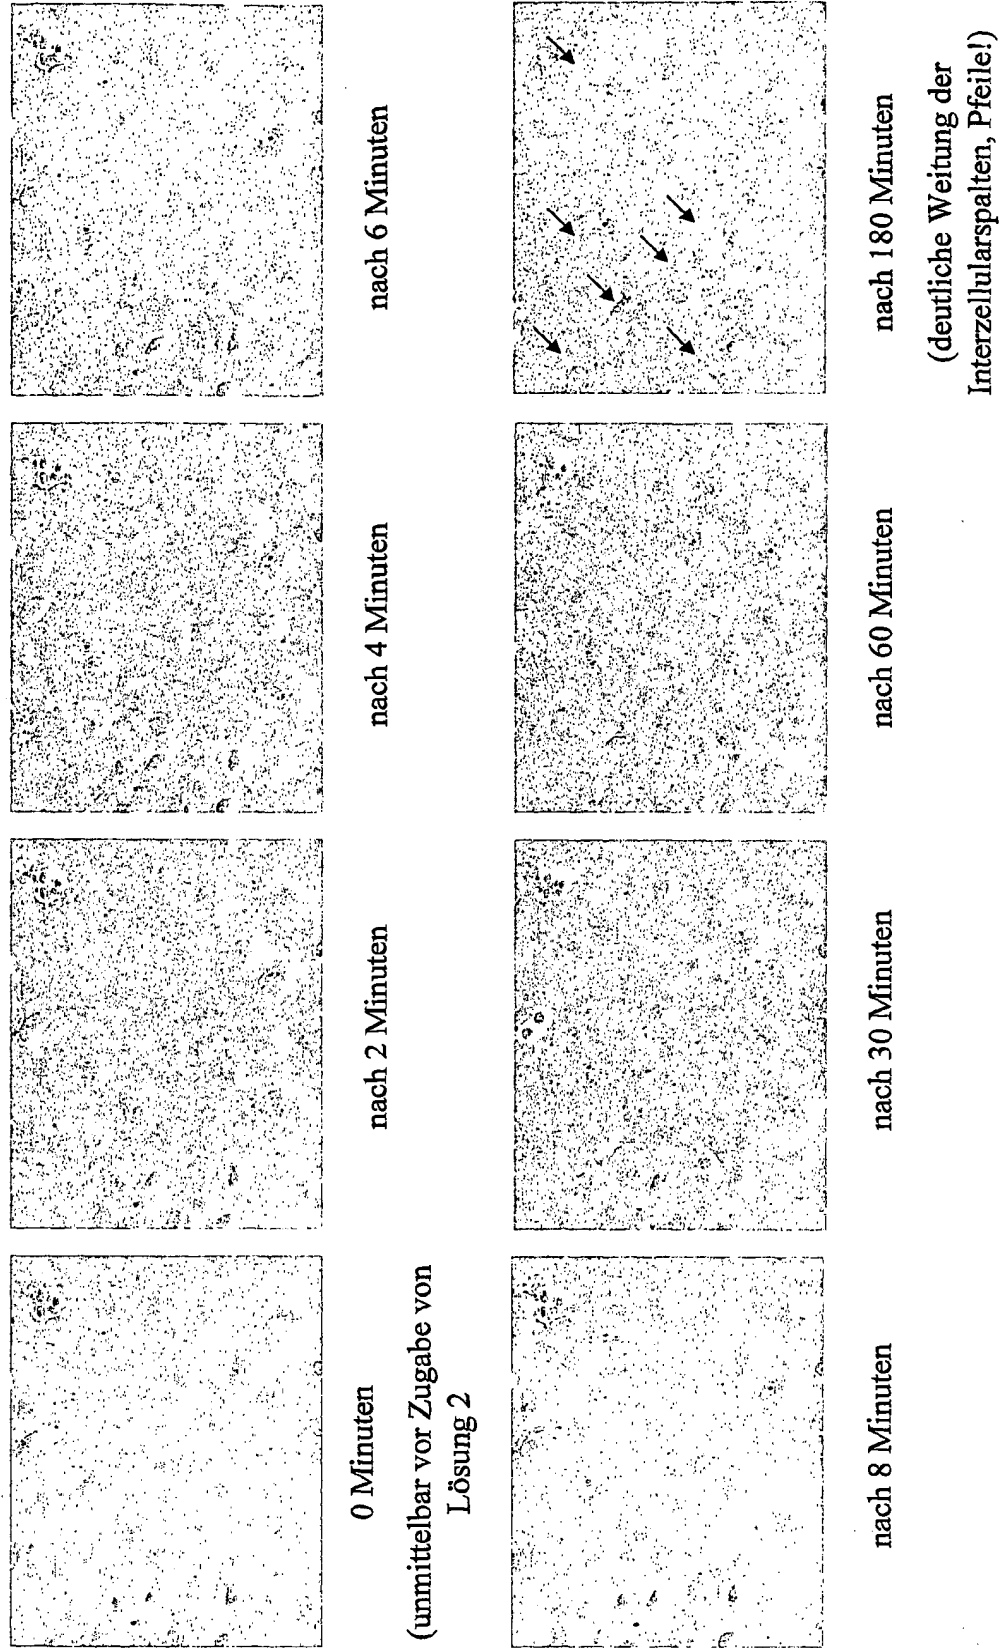 0 Minuten
(unmittelbar vor Zugabe von
Lösung 2
nach 2 Minuten
nach 4 Minuten
nach 6 Minuten
nach 8 Minuten
nach 30 Minuten
nach 60 Minuten
nach 180 Minuten
(deutliche Weitung der
Interzellularspalten, Pfeile!)